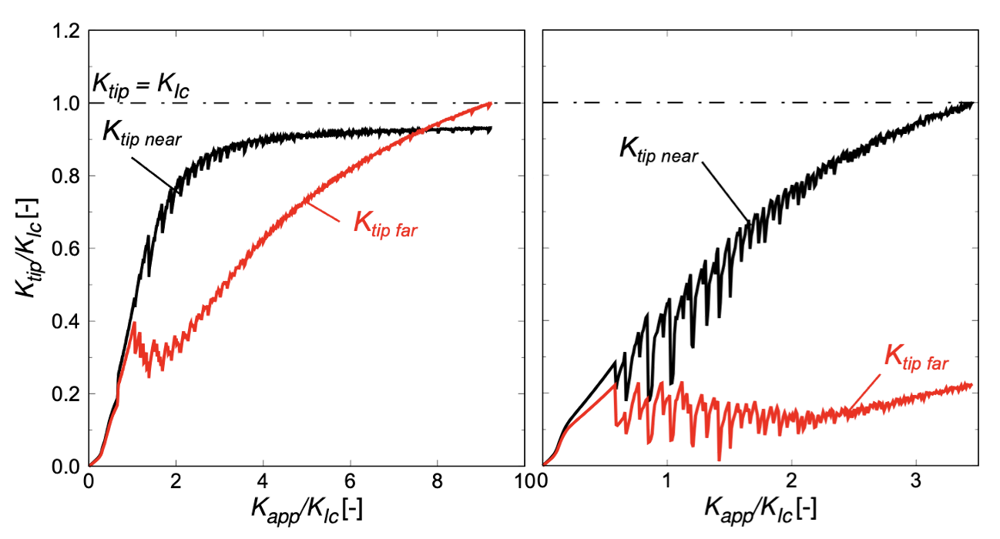 1.2
K_tip = K_Ic
1.0
K_tip near
0.8
K_tip far
0.6
K_tip/K_Ic [-]
0.4
0.2
0.0
0 2 4 6 8 10
K_app/K_Ic [-]
K_tip near
K_tip far
0 1 2 3
K_app/K_Ic [-]